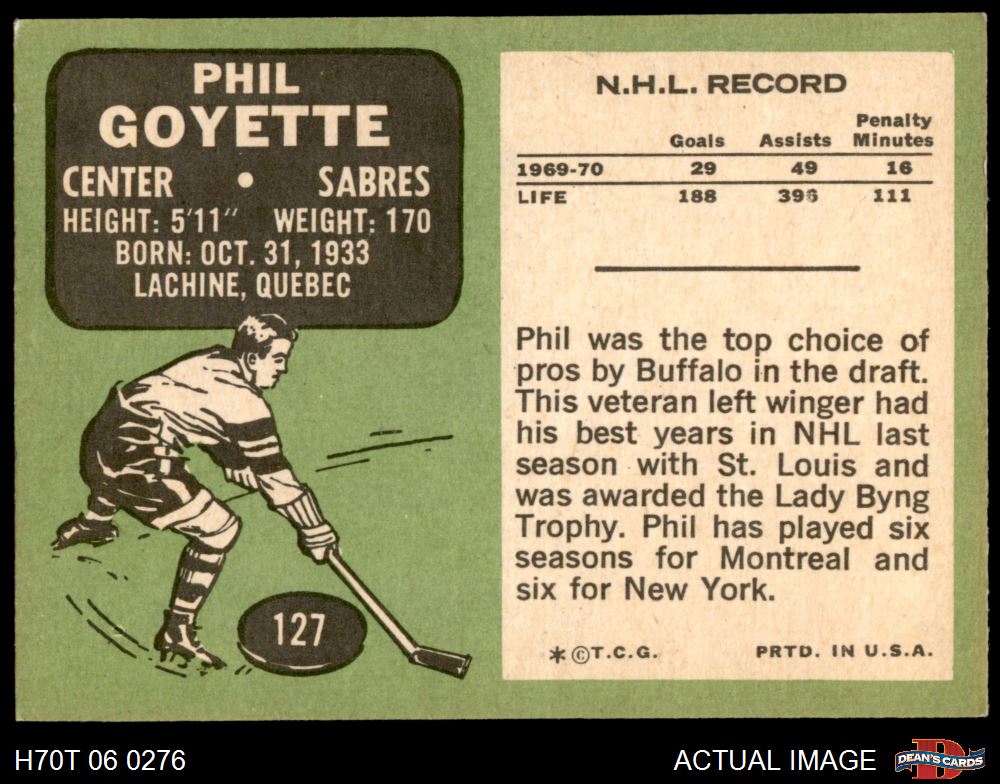 PHIL
GOYETTE
CENTER • SABRES
HEIGHT: 5'11" WEIGHT: 170
BORN: OCT. 31, 1933
LACHINE, QUEBEC
127
N.H.L. RECORD
Goals Assists Penalty Minutes
1969-70 29 49 16
LIFE 188 396 111
Phil was the top choice of
pros by Buffalo in the draft.
This veteran left winger had
his best years in NHL last
season with St. Louis and
was awarded the Lady Byng
Trophy. Phil has played six
seasons for Montreal and
six for New York.
* © T.C.G. PRTD. IN U.S.A.
H70T 06 0276
ACTUAL IMAGE
DEAN'S CARDS